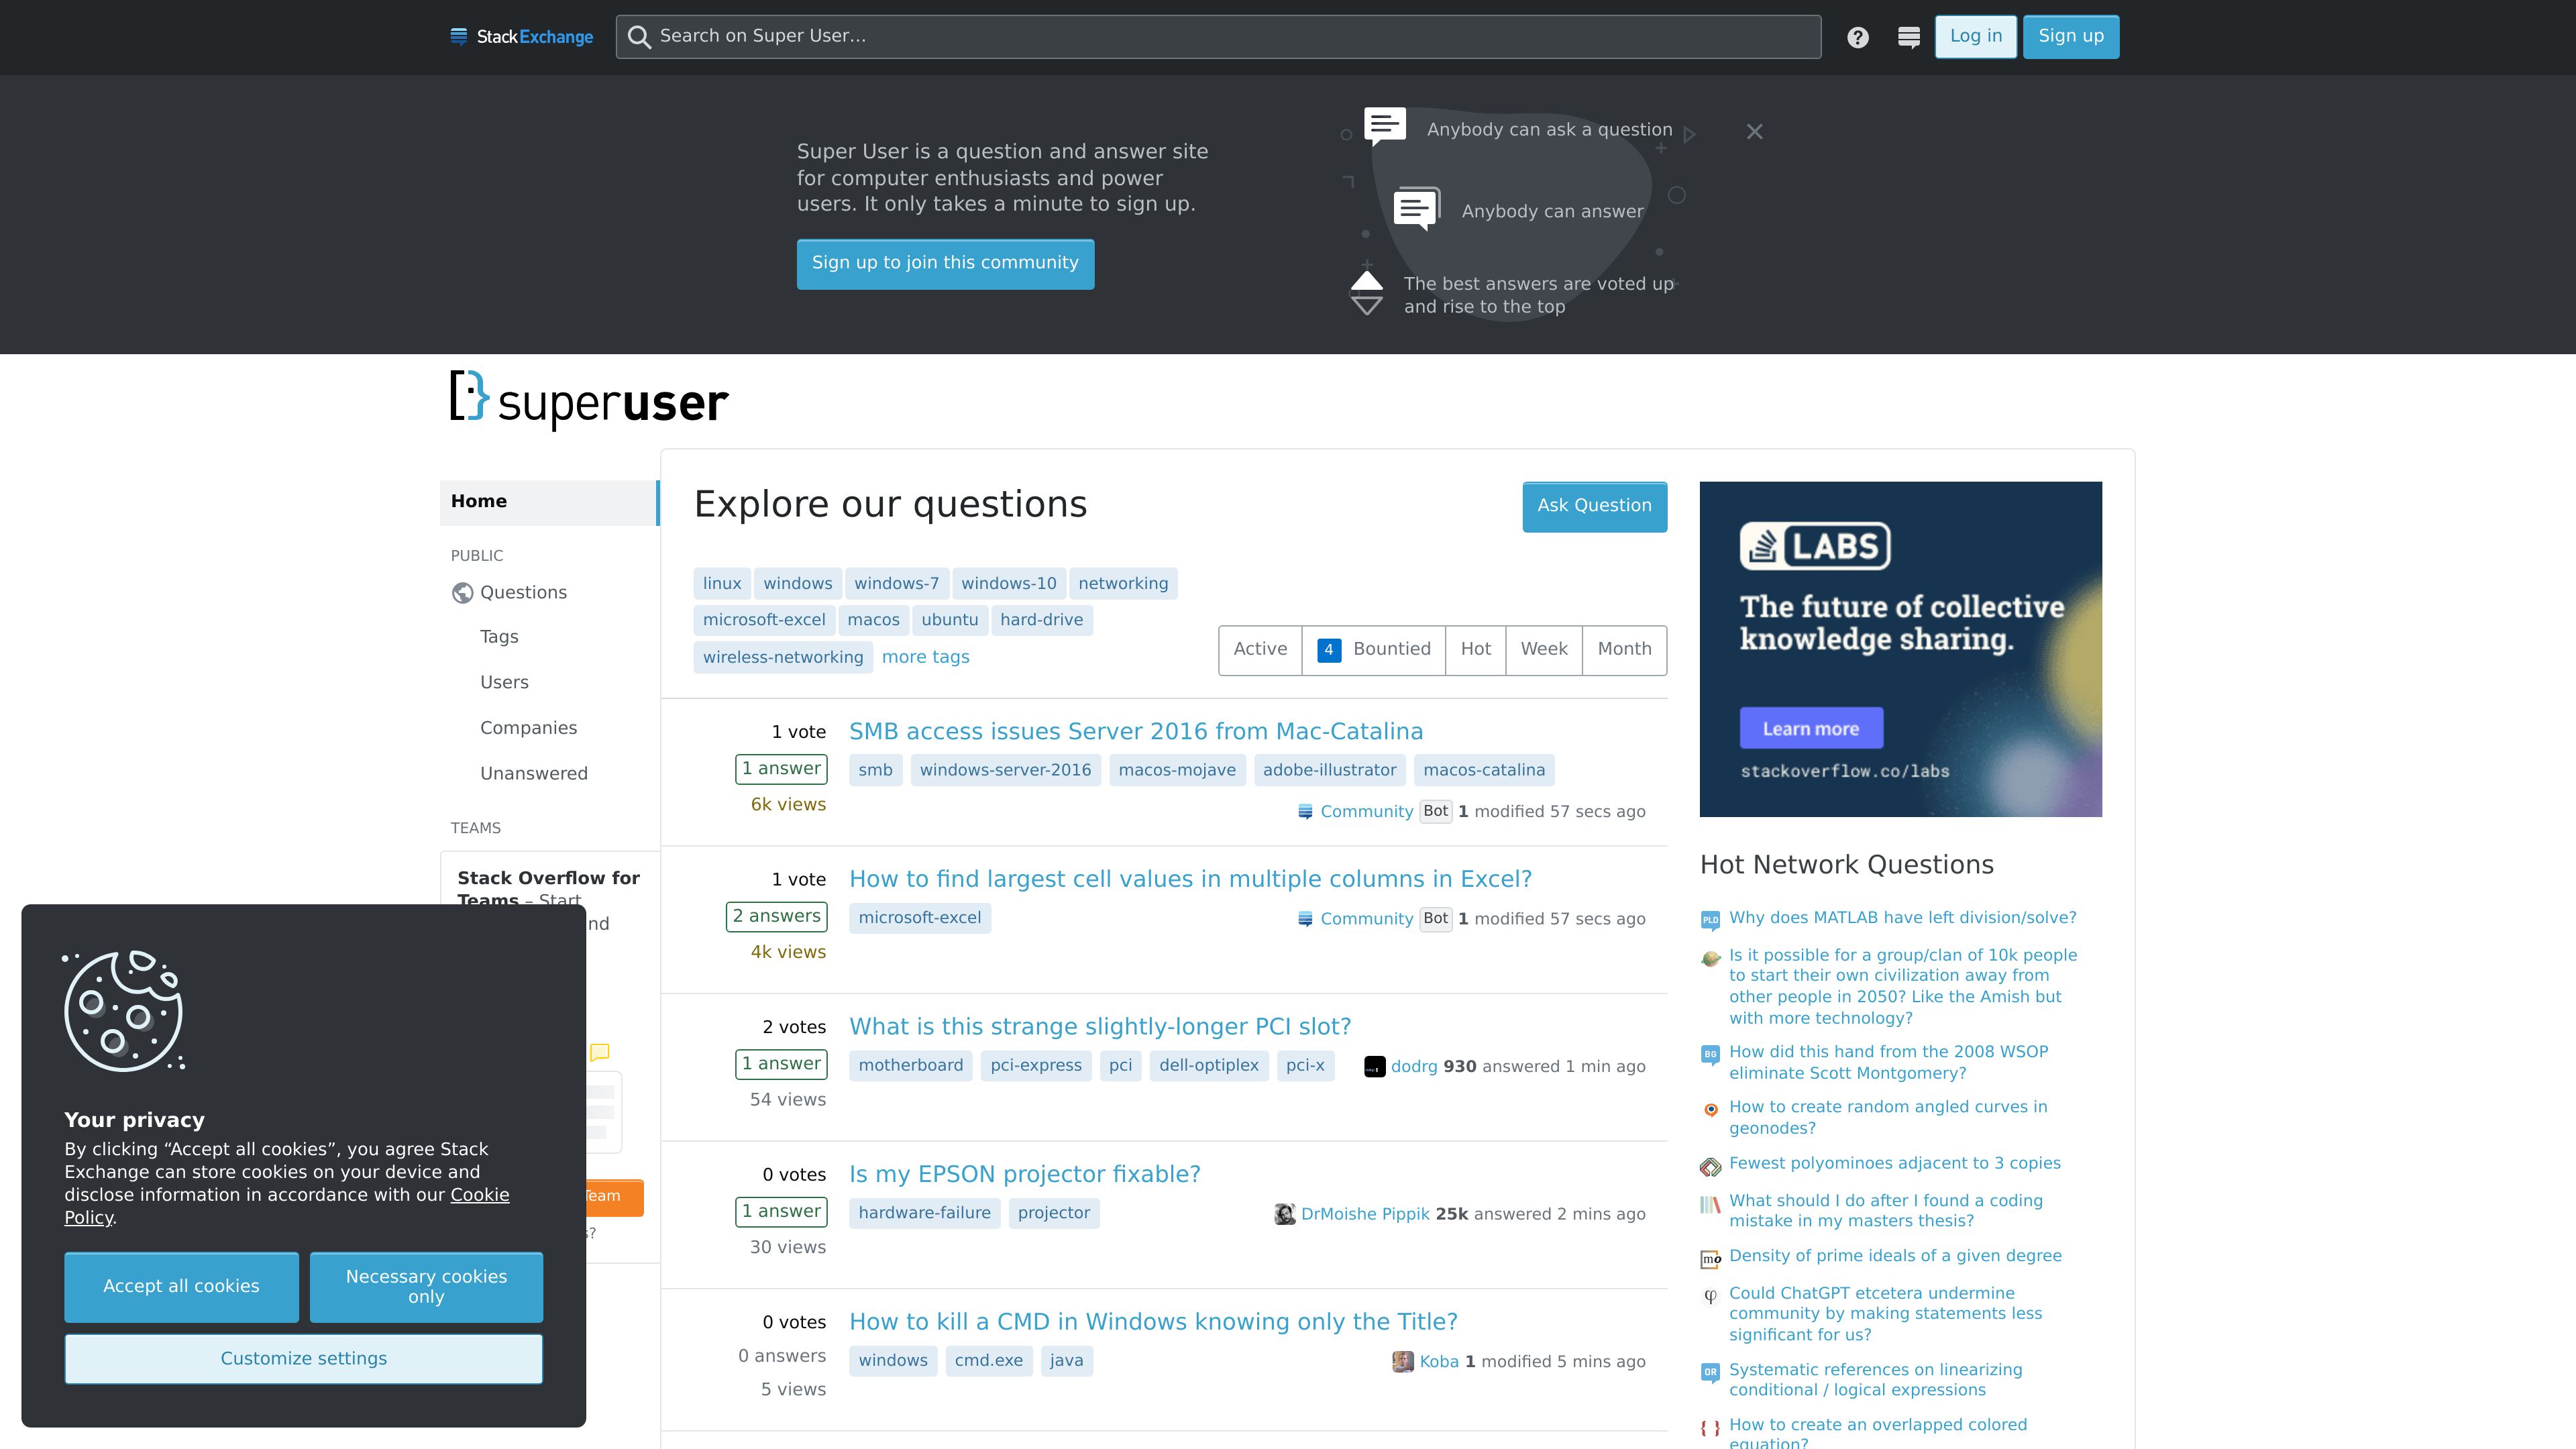 StackExchange
Search on Super User…
Log in
Sign up
Super User is a question and answer site
for computer enthusiasts and power
users. It only takes a minute to sign up.
Sign up to join this community
Anybody can ask a question
Anybody can answer
The best answers are voted up
and rise to the top
superuser
Home
PUBLIC
Questions
Tags
Users
Companies
Unanswered
TEAMS
Stack Overflow for
Teams – Start
nd
Team
s?
Explore our questions
Ask Question
linux windows windows-7 windows-10 networking
microsoft-excel macos ubuntu hard-drive
wireless-networking more tags
Active 4 Bountied Hot Week Month
1 vote
1 answer
6k views
SMB access issues Server 2016 from Mac-Catalina
smb windows-server-2016 macos-mojave adobe-illustrator macos-catalina
Community Bot 1 modified 57 secs ago
1 vote
2 answers
4k views
How to find largest cell values in multiple columns in Excel?
microsoft-excel
Community Bot 1 modified 57 secs ago
2 votes
1 answer
54 views
What is this strange slightly-longer PCI slot?
motherboard pci-express pci dell-optiplex pci-x
dodrg 930 answered 1 min ago
0 votes
1 answer
30 views
Is my EPSON projector fixable?
hardware-failure projector
DrMoishe Pippik 25k answered 2 mins ago
0 votes
0 answers
5 views
How to kill a CMD in Windows knowing only the Title?
windows cmd.exe java
Koba 1 modified 5 mins ago
LABS
The future of collective
knowledge sharing.
Learn more
stackoverflow.co/labs
Hot Network Questions
PLD
Why does MATLAB have left division/solve?
Is it possible for a group/clan of 10k people
to start their own civilization away from
other people in 2050? Like the Amish but
with more technology?
BG
How did this hand from the 2008 WSOP
eliminate Scott Montgomery?
How to create random angled curves in
geonodes?
Fewest polyominoes adjacent to 3 copies
What should I do after I found a coding
mistake in my masters thesis?
mo
Density of prime ideals of a given degree
φ
Could ChatGPT etcetera undermine
community by making statements less
significant for us?
OR
Systematic references on linearizing
conditional / logical expressions
How to create an overlapped colored
equation?
Your privacy
By clicking “Accept all cookies”, you agree Stack
Exchange can store cookies on your device and
disclose information in accordance with our Cookie
Policy.
Accept all cookies
Necessary cookies
only
Customize settings